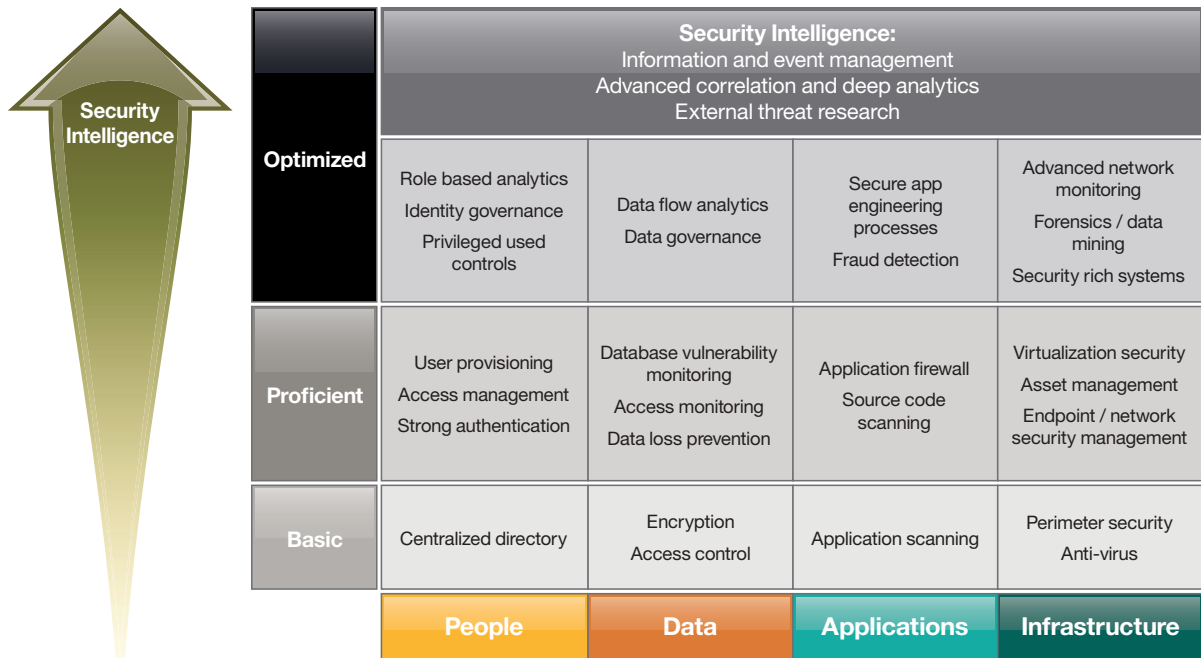 Security
Intelligence
Optimized
Security Intelligence:
Information and event management
Advanced correlation and deep analytics
External threat research
Role based analytics
Identity governance
Privileged used
controls
Data flow analytics
Data governance
Secure app
engineering
processes
Fraud detection
Advanced network
monitoring
Forensics / data
mining
Security rich systems
Proficient
User provisioning
Access management
Strong authentication
Database vulnerability
monitoring
Access monitoring
Data loss prevention
Application firewall
Source code
scanning
Virtualization security
Asset management
Endpoint / network
security management
Basic
Centralized directory
Encryption
Access control
Application scanning
Perimeter security
Anti-virus
People
Data
Applications
Infrastructure